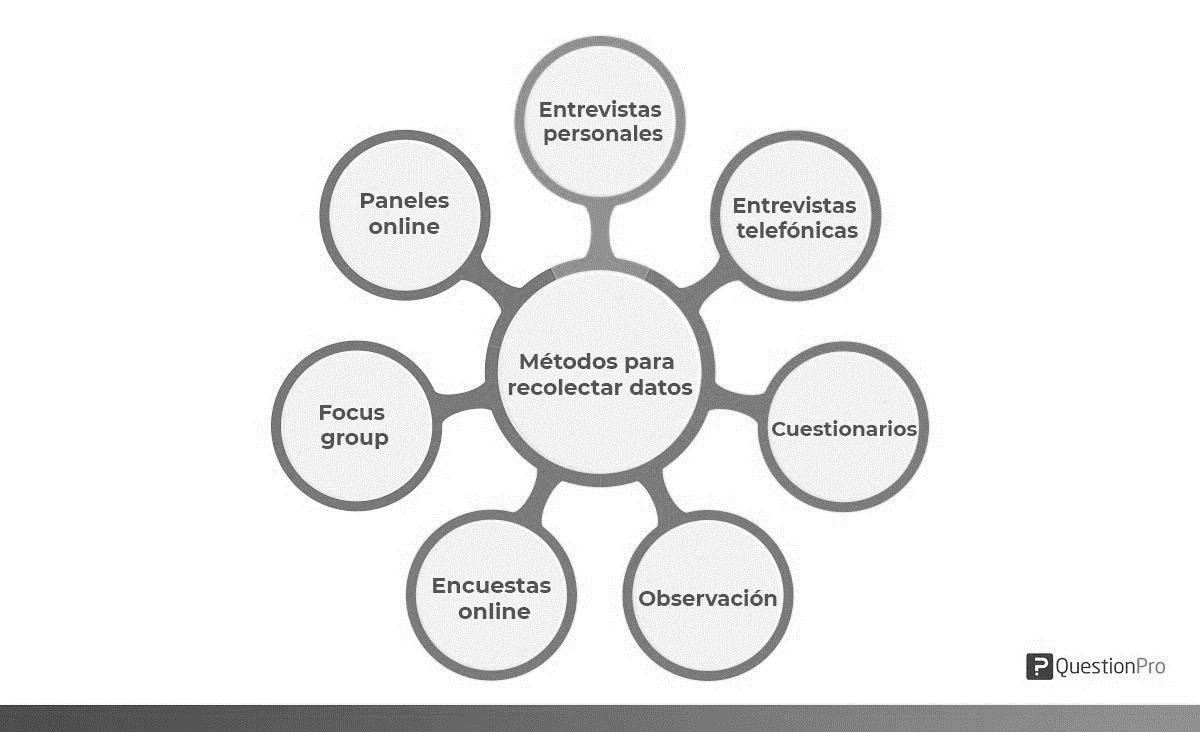 Entrevistas
personales
Entrevistas
telefónicas
Cuestionarios
Observación
Encuestas
online
Focus
group
Paneles
online
Métodos para
recolectar datos
QuestionPro